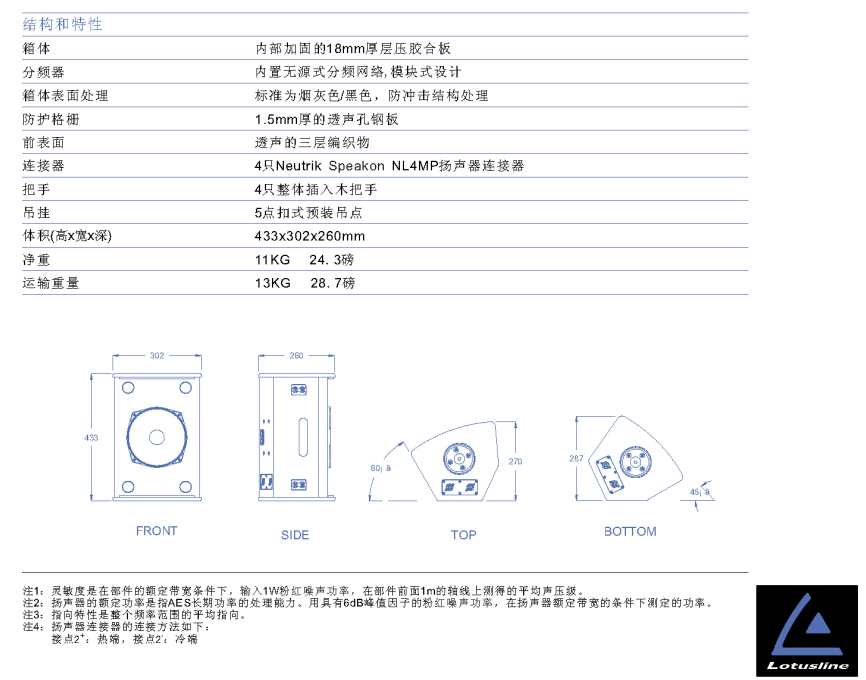 结构和特性
箱体 内部加固的18mm厚层压胶合板
分频器 内置无源式分频网络,模块式设计
箱体表面处理 标准为烟灰色/黑色，防冲击结构处理
防护格栅 1.5mm厚的透声孔钢板
前表面 透声的三层编织物
连接器 4只Neutrik Speakon NL4MP扬声器连接器
把手 4只整体插入木把手
吊挂 5点扣式预装吊点
体积(高x宽x深) 433x302x260mm
净重 11KG 24.3磅
运输重量 13KG 28.7磅
302
260
433
60¡ ã
270
287
45¡ ã
FRONT
SIDE
TOP
BOTTOM
注1：灵敏度是在部件的额定带宽条件下，输入1W粉红噪声功率，在部件前面1m的轴线上测得的平均声压级。
注2：扬声器的额定功率是指AES长期功率的处理能力。用具有6dB峰值因子的粉红噪声功率，在扬声器额定带宽的条件下测定的功率。
注3：指向特性是整个频率范围的平均指向。
注4：扬声器连接器的连接方法如下：
接点2⁺：热端，接点2⁻：冷端
Lotusline